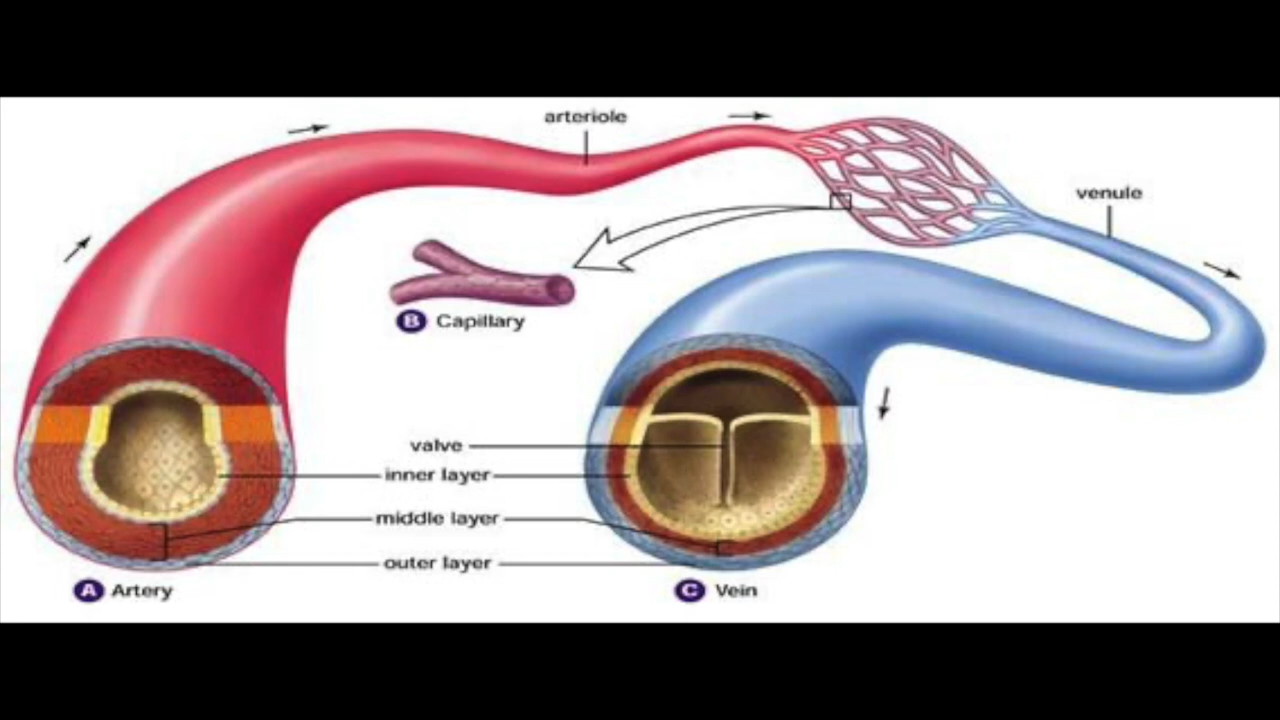 arteriole
venule
B Capillary
valve
inner layer
middle layer
outer layer
A Artery
C Vein